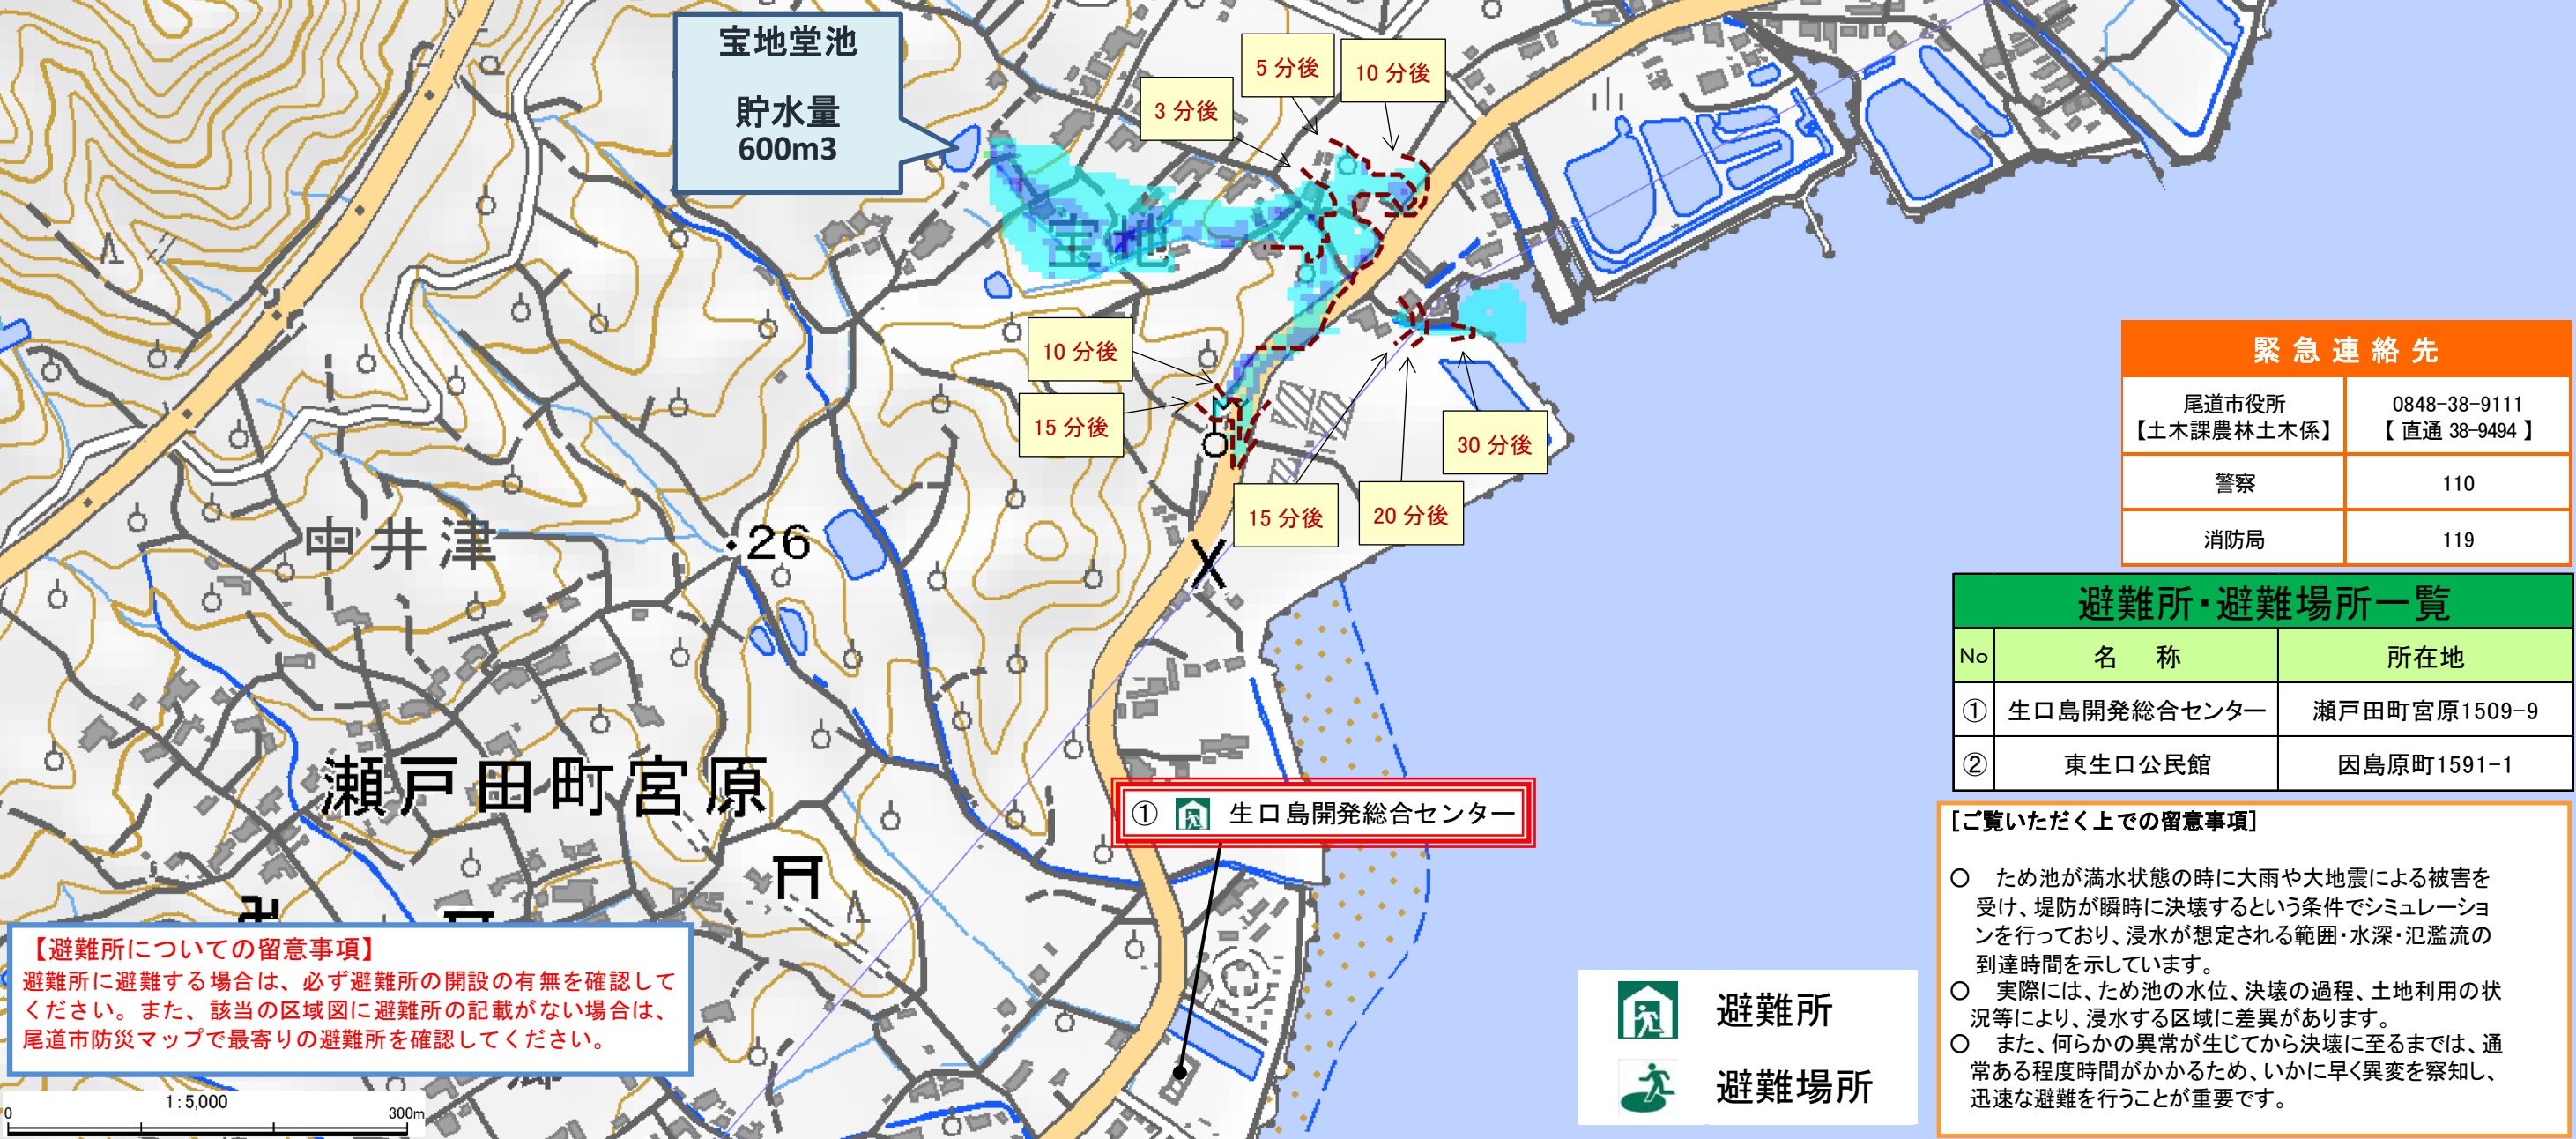 宝地堂池
貯水量
600m3
3 分後
5 分後
10 分後
宝地
10 分後
15 分後
15 分後
20 分後
30 分後
中井津
26
瀬戸田町宮原
① 生口島開発総合センター
緊急連絡先
尾道市役所
【土木課農林土木係】
0848-38-9111
【 直通 38-9494 】
警察
110
消防局
119
避難所・避難場所一覧
No 名　称 所在地
① 生口島開発総合センター 瀬戸田町宮原1509-9
② 東生口公民館 因島原町1591-1
[ご覧いただく上での留意事項]
○　ため池が満水状態の時に大雨や大地震による被害を
受け、堤防が瞬時に決壊するという条件でシミュレーショ
ンを行っており、浸水が想定される範囲・水深・氾濫流の
到達時間を示しています。
○　実際には、ため池の水位、決壊の過程、土地利用の状
況等により、浸水する区域に差異があります。
○　また、何らかの異常が生じてから決壊に至るまでは、通
常ある程度時間がかかるため、いかに早く異変を察知し、
迅速な避難を行うことが重要です。
【避難所についての留意事項】
避難所に避難する場合は、必ず避難所の開設の有無を確認して
ください。また、該当の区域図に避難所の記載がない場合は、
尾道市防災マップで最寄りの避難所を確認してください。
避難所
避難場所
1:5,000
0 300m